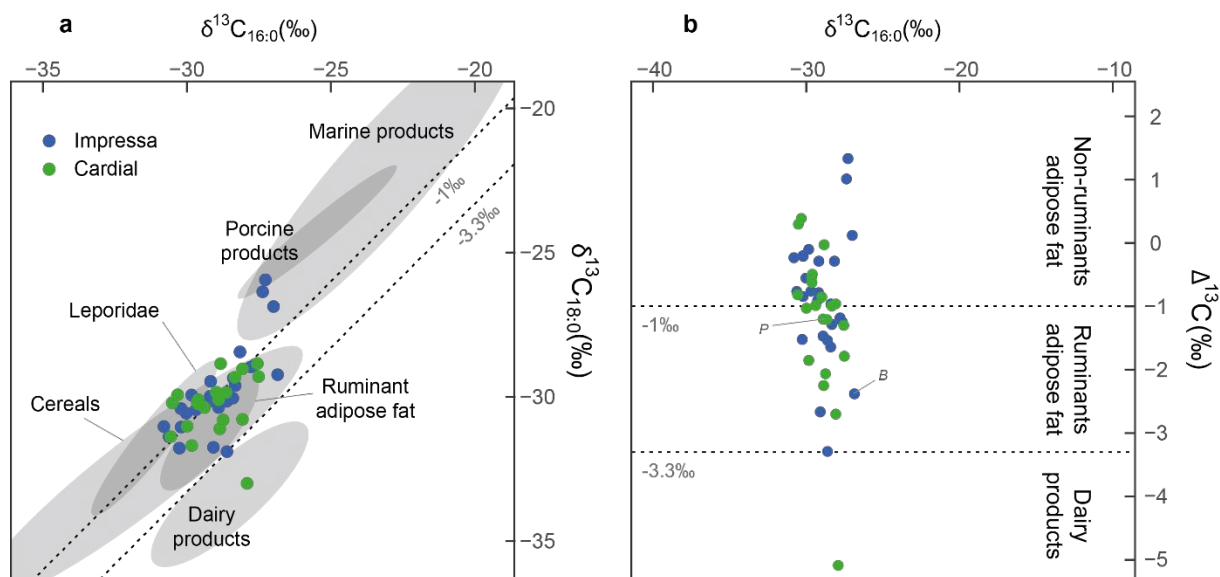 a
δ¹³C₁₆:₀(‰)
−35 −30 −25 −20
Impressa
Cardial
Marine products
Porcine
products
Leporidae
Cereals
Ruminant
adipose fat
Dairy
products
-1‰
-3.3‰
−20
−25
−30
−35
δ¹³C₁₈:₀(‰)
b
δ¹³C₁₆:₀(‰)
−40 −30 −20 −10
Non-ruminants
adipose fat
Ruminants
adipose fat
Dairy
products
-1‰
P
B
-3.3‰
2
1
0
−1
−2
−3
−4
−5
Δ¹³C(‰)